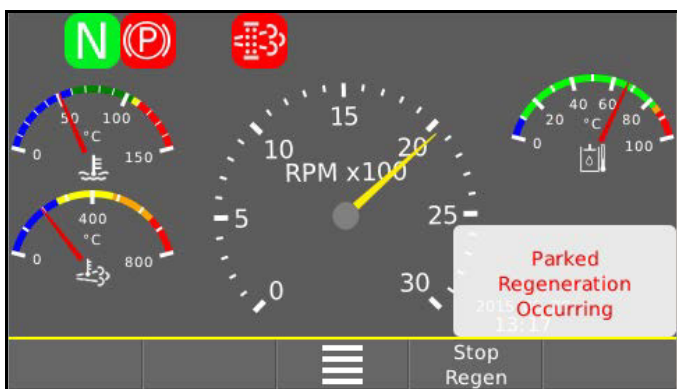 N (P)
50 100
°C
0 150
400
°C
0 800
15
10 20
RPM x100
5 25
0 30
40 60
20 °C 80
0 100
Parked
Regeneration
Occurring
13:17
Stop
Regen